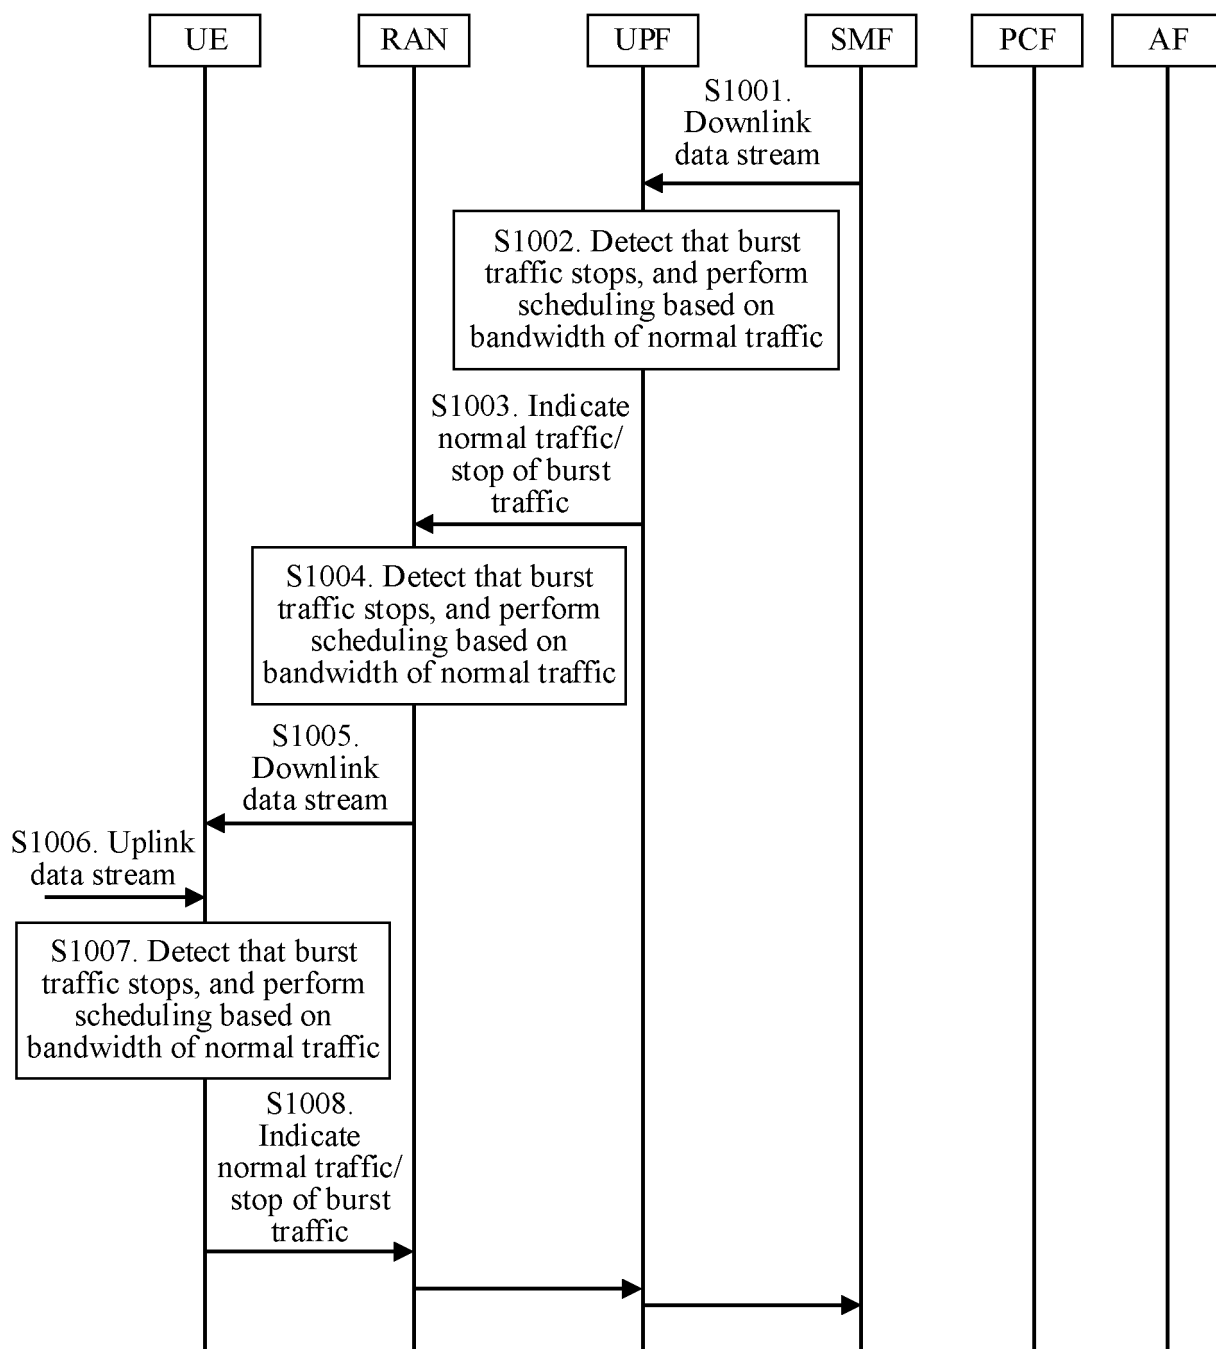 UE
RAN
UPF
SMF
PCF
AF
S1001.
Downlink
data stream
S1002. Detect that burst
traffic stops, and perform
scheduling based on
bandwidth of normal traffic
S1003. Indicate
normal traffic/
stop of burst
traffic
S1004. Detect that burst
traffic stops, and perform
scheduling based on
bandwidth of normal traffic
S1005.
Downlink
data stream
S1006. Uplink
data stream
S1007. Detect that burst
traffic stops, and perform
scheduling based on
bandwidth of normal traffic
S1008.
Indicate
normal traffic/
stop of burst
traffic